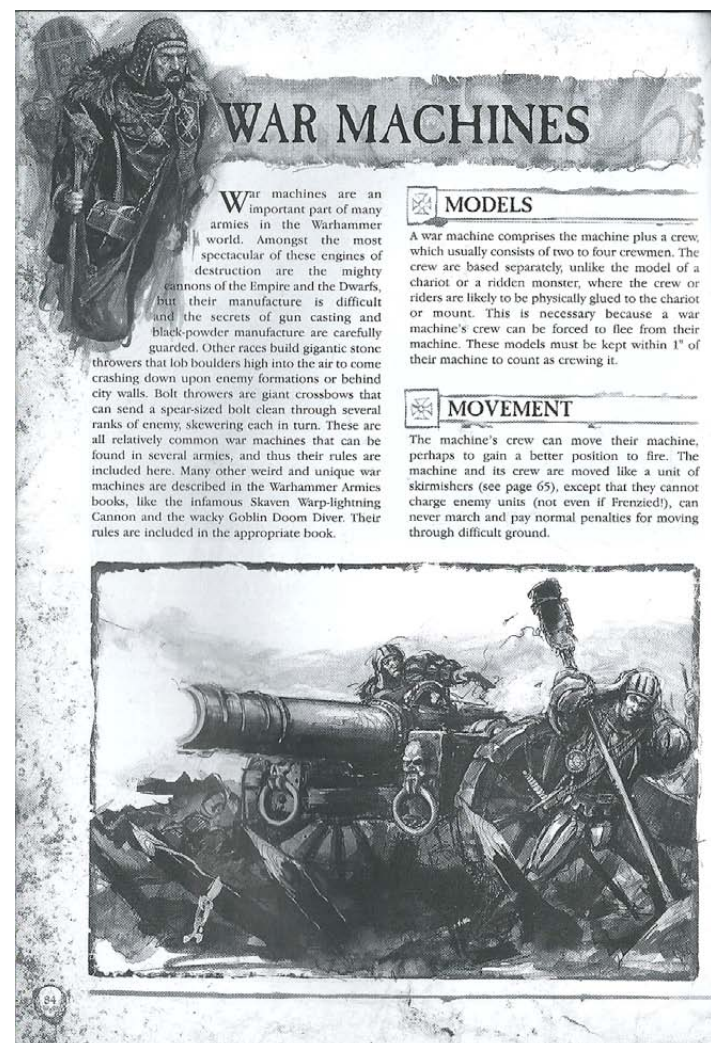 WAR MACHINES
War machines are an
important part of many
armies in the Warhammer
world. Amongst the most
spectacular of these engines of
destruction are the mighty
cannons of the Empire and the Dwarfs,
but their manufacture is difficult
and the secrets of gun casting and
black-powder manufacture are carefully
guarded. Other races build gigantic stone
throwers that lob boulders high into the air to come
crashing down upon enemy formations or behind
city walls. Bolt throwers are giant crossbows that
can send a spear-sized bolt clean through several
ranks of enemy, skewering each in turn. These are
all relatively common war machines that can be
found in several armies, and thus their rules are
included here. Many other weird and unique war
machines are described in the Warhammer Armies
books, like the infamous Skaven Warp-lightning
Cannon and the wacky Goblin Doom Diver. Their
rules are included in the appropriate book.
MODELS
A war machine comprises the machine plus a crew,
which usually consists of two to four crewmen. The
crew are based separately, unlike the model of a
chariot or a ridden monster, where the crew or
riders are likely to be physically glued to the chariot
or mount. This is necessary because a war
machine's crew can be forced to flee from their
machine. These models must be kept within 1" of
their machine to count as crewing it.
MOVEMENT
The machine's crew can move their machine,
perhaps to gain a better position to fire. The
machine and its crew are moved like a unit of
skirmishers (see page 65), except that they cannot
charge enemy units (not even if Frenzied!), can
never march and pay normal penalties for moving
through difficult ground.
84